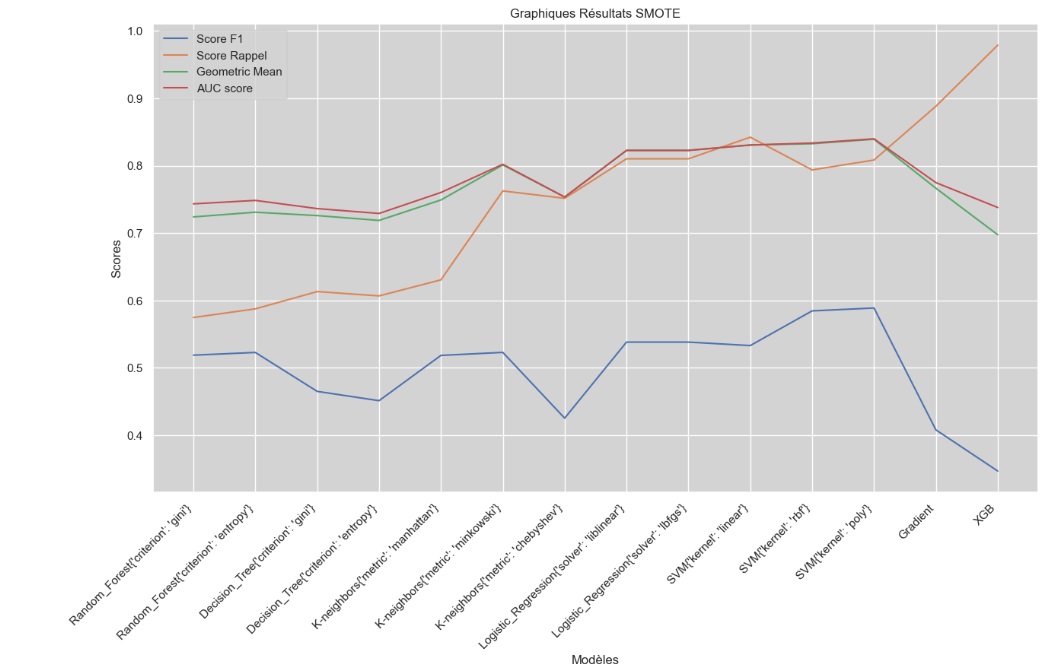 Graphiques Résultats SMOTE
Score F1
Score Rappel
Geometric Mean
AUC score
1.0
0.9
0.8
0.7
0.6
0.5
0.4
Scores
Random_Forest{'criterion': 'gini'}
Random_Forest{'criterion': 'entropy'}
Decision_Tree{'criterion': 'gini'}
Decision_Tree{'criterion': 'entropy'}
K-neighbors{'metric': 'manhattan'}
K-neighbors{'metric': 'minkowski'}
K-neighbors{'metric': 'chebyshev'}
Logistic_Regression{'solver': 'liblinear'}
Logistic_Regression{'solver': 'lbfgs'}
SVM{'kernel': 'linear'}
SVM{'kernel': 'rbf'}
SVM{'kernel': 'poly'}
Gradient
XGB
Modèles